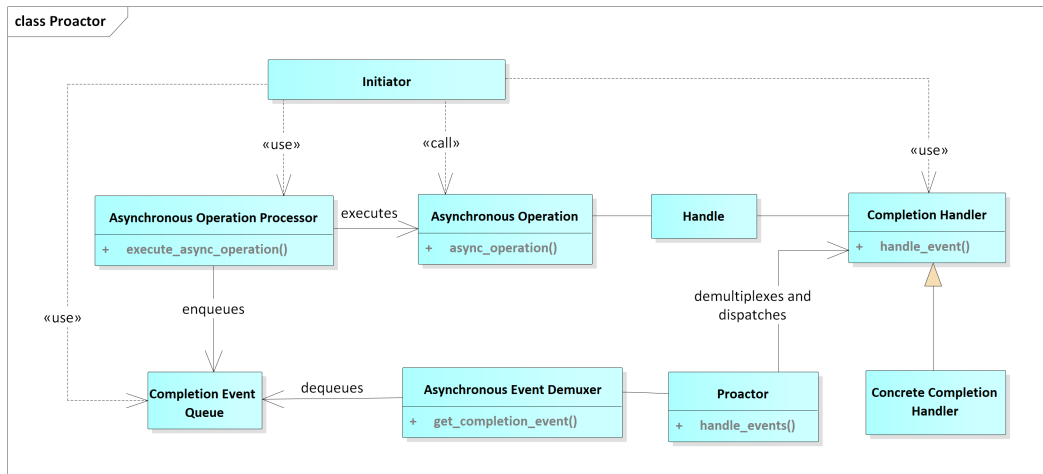 class Proactor
Initiator
«use»
«call»
«use»
Asynchronous Operation Processor
+ execute_async_operation()
executes
Asynchronous Operation
+ async_operation()
Handle
Completion Handler
+ handle_event()
enqueues
«use»
demultiplexes and
dispatches
Completion Event
Queue
dequeues
Asynchronous Event Demuxer
+ get_completion_event()
Proactor
+ handle_events()
Concrete Completion
Handler